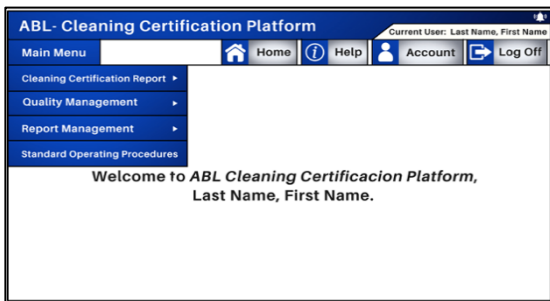 ABL- Cleaning Certification Platform
Current User: Last Name, First Name
Main Menu
Home
Help
Account
Log Off
Cleaning Certification Report
Quality Management
Report Management
Standard Operating Procedures
Welcome to ABL Cleaning Certificacion Platform,
Last Name, First Name.